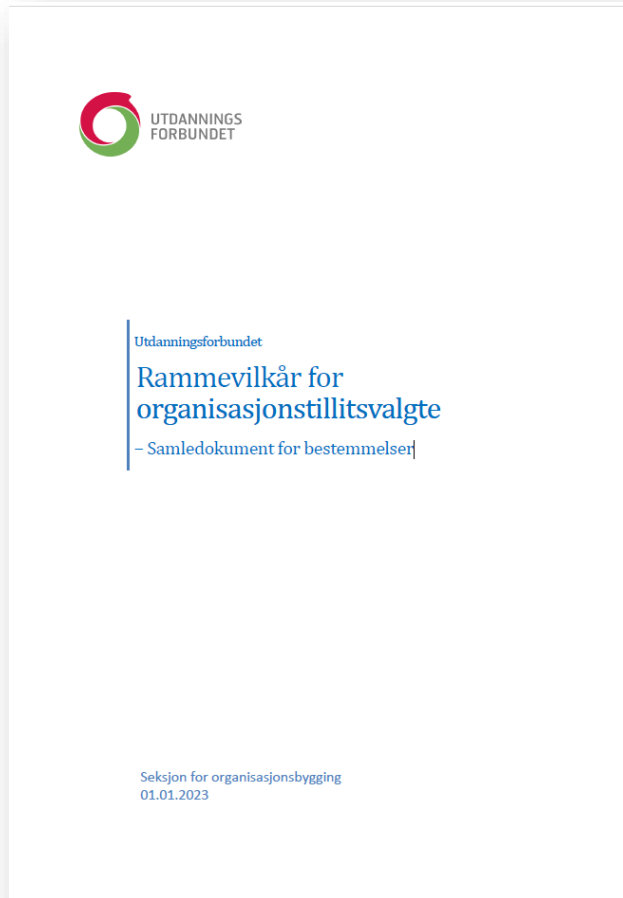 UTDANNINGS
FORBUNDET
Utdanningsforbundet
Rammevilkår for
organisasjonstillitsvalgte
– Samledokument for bestemmelser
Seksjon for organisasjonsbygging
01.01.2023